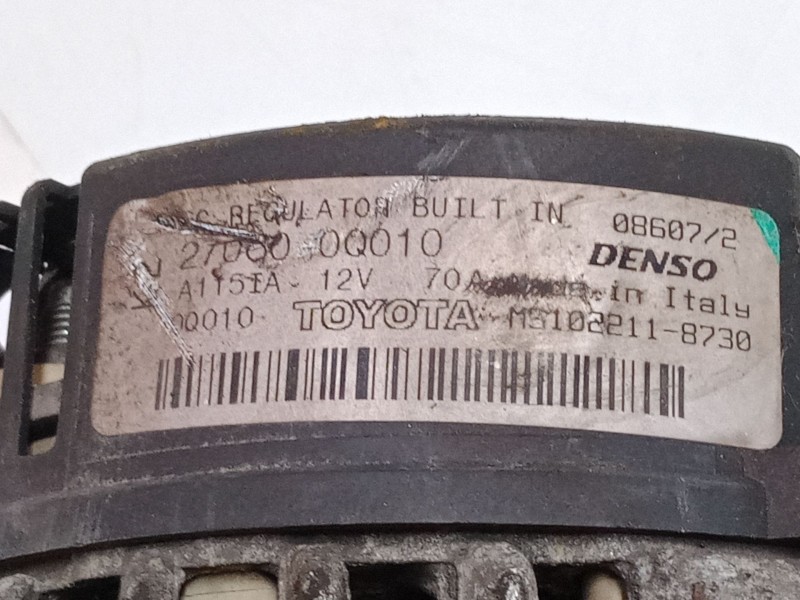 REGULATOR BUILT IN 08607/2
27060 0Q010 DENSO
A115IA 12V 70A in Italy
0Q010 TOYOTA MS102211-8730